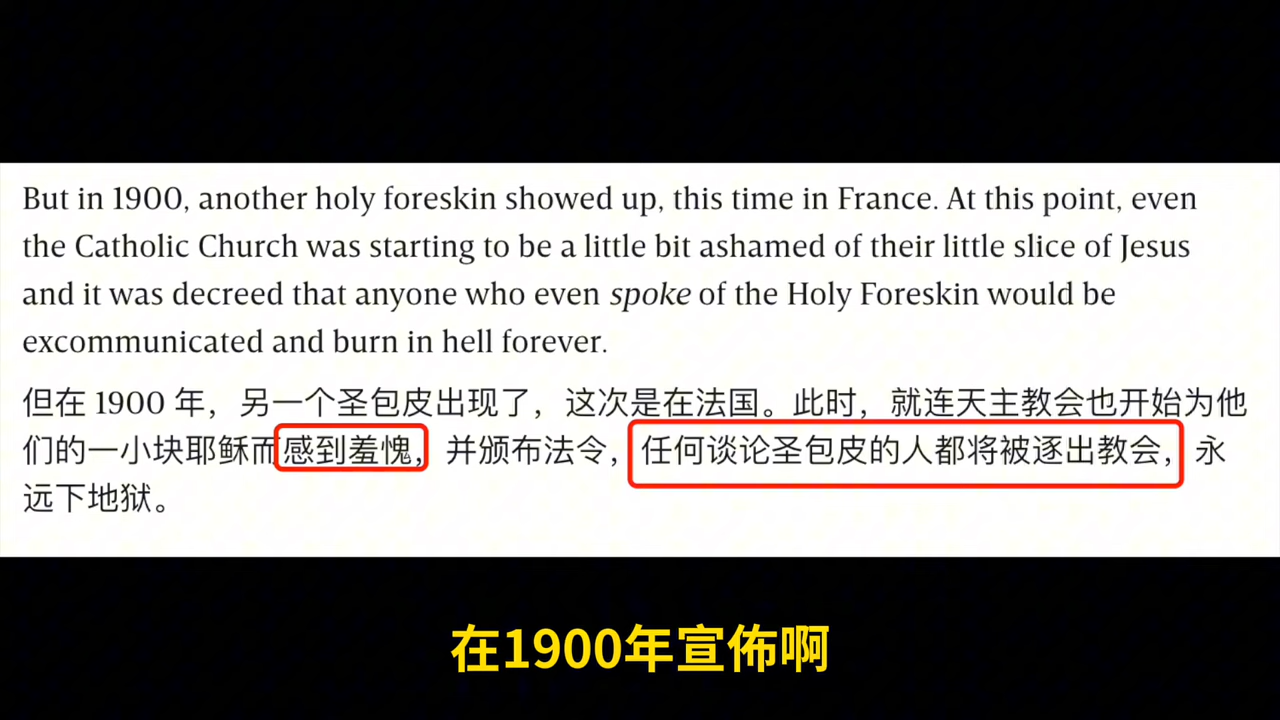 But in 1900, another holy foreskin showed up, this time in France. At this point, even
the Catholic Church was starting to be a little bit ashamed of their little slice of Jesus
and it was decreed that anyone who even spoke of the Holy Foreskin would be
excommunicated and burn in hell forever.
但在 1900 年，另一个圣包皮出现了，这次是在法国。此时，就连天主教会也开始为他
们的一小块耶稣而感到羞愧，并颁布法令，任何谈论圣包皮的人都将被逐出教会，永
远下地狱。
在1900年宣佈啊